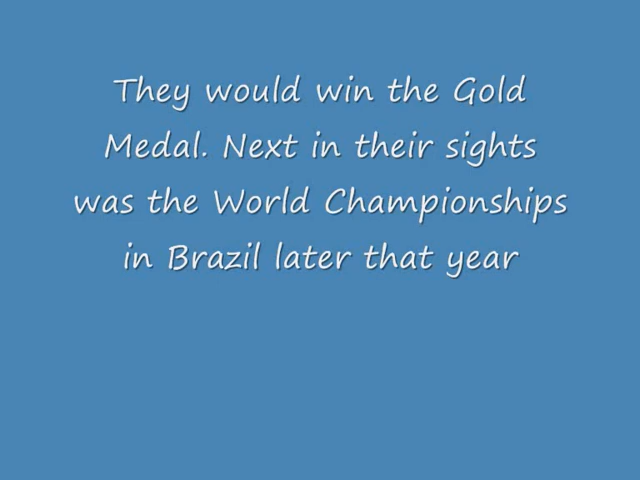 They would win the Gold
Medal. Next in their sights
was the World Championships
in Brazil later that year